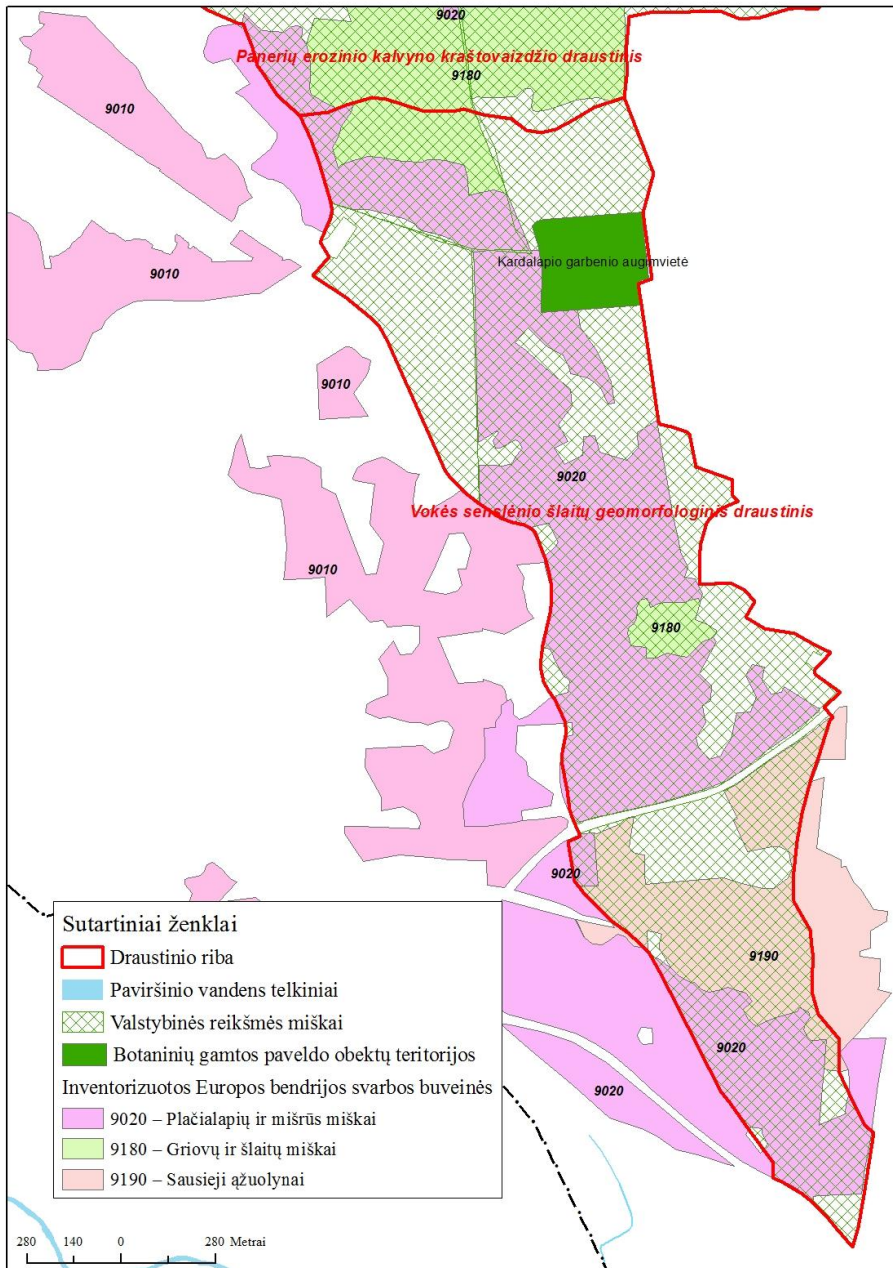 9020
Panerių erozinio kalvyno kraštovaizdžio draustinis
9180
9010
9010
Kardalapio garbenio augimvietė
9010
9020
Vokės senslėnio šlaitų geomorfologinis draustinis
9010
9180
9020
9190
9020
9020
Sutartiniai ženklai
Draustinio riba
Paviršinio vandens telkiniai
Valstybinės reikšmės miškai
Botaninių gamtos paveldo obektų teritorijos
Inventorizuotos Europos bendrijos svarbos buveinės
9020 – Plačialapių ir mišrūs miškai
9180 – Griovų ir šlaitų miškai
9190 – Sausieji ąžuolynai
280 140 0 280 Metrai